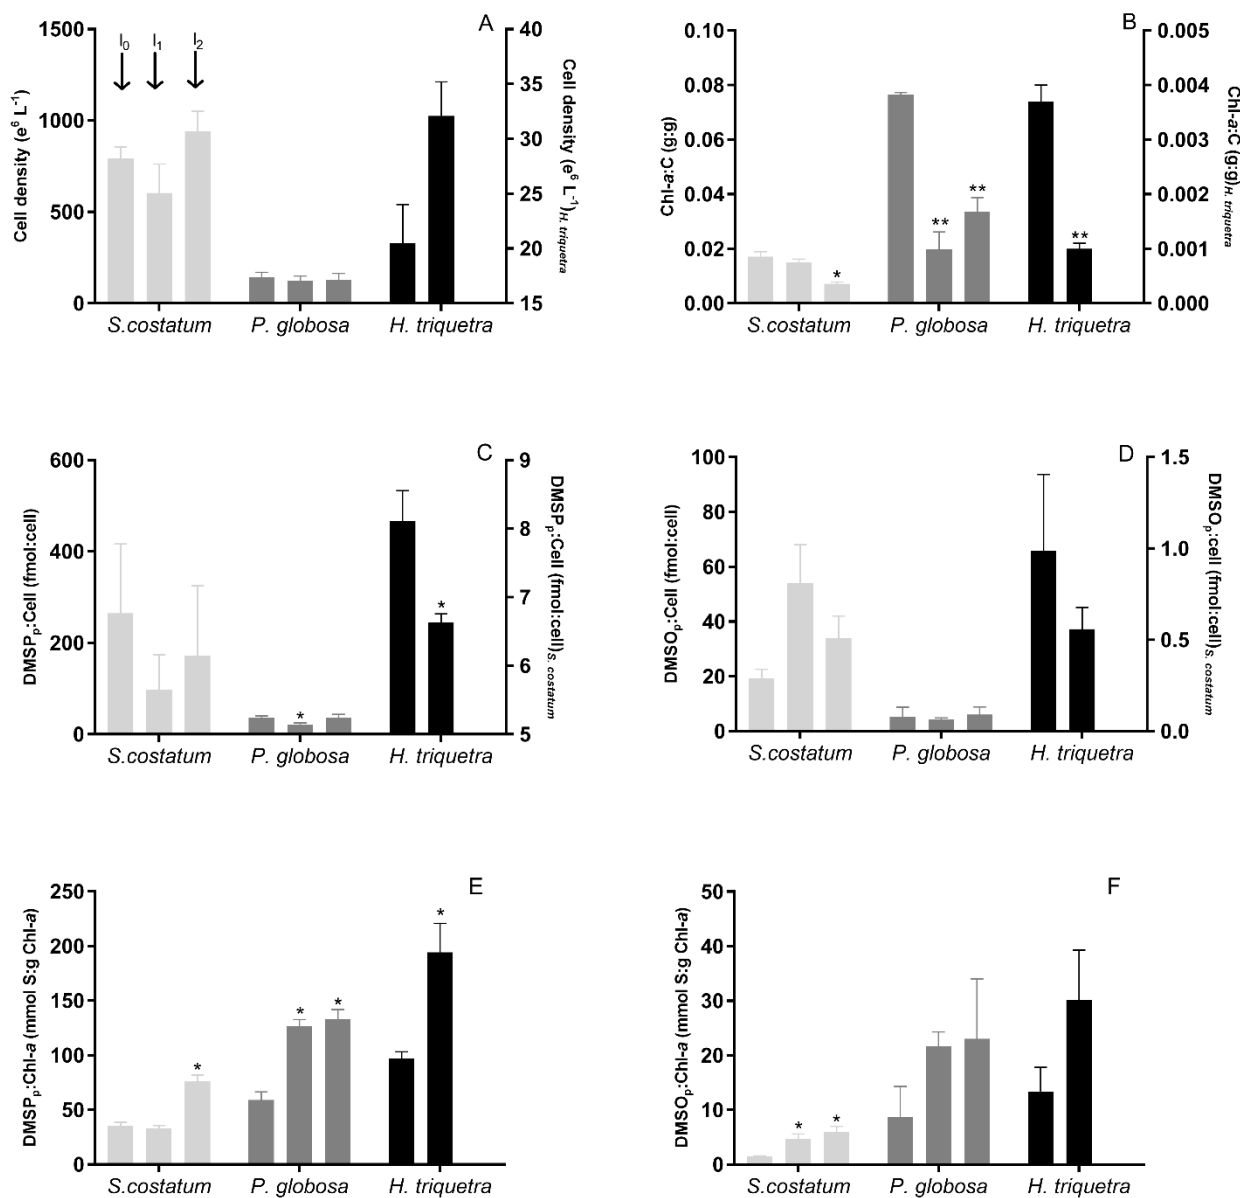 A
I0 I1 I2
Cell density (e6 L-1)
1500
1000
500
0
40
35
30
25
20
15
Cell density (e6 L-1)H. triquetra
S.costatum P. globosa H. triquetra
B
Chl-a:C (g:g)
0.10
0.08
0.06
0.04
0.02
0.00
* ** ** **
0.005
0.004
0.003
0.002
0.001
0.000
Chl-a:C (g:g)H. triquetra
S.costatum P. globosa H. triquetra
C
DMSPp:Cell (fmol:cell)
600
400
200
0
* *
9
8
7
6
5
DMSPp:Cell (fmol:cell)S. costatum
S.costatum P. globosa H. triquetra
D
DMSOp:Cell (fmol:cell)
100
80
60
40
20
0
1.5
1.0
0.5
0.0
DMSOp:cell (fmol:cell)S. costatum
S.costatum P. globosa H. triquetra
E
DMSPp:Chl-a (mmol S:g Chl-a)
250
200
150
100
50
0
* * * *
S.costatum P. globosa H. triquetra
F
DMSOp:Chl-a (mmol S:g Chl-a)
50
40
30
20
10
0
* *
S.costatum P. globosa H. triquetra